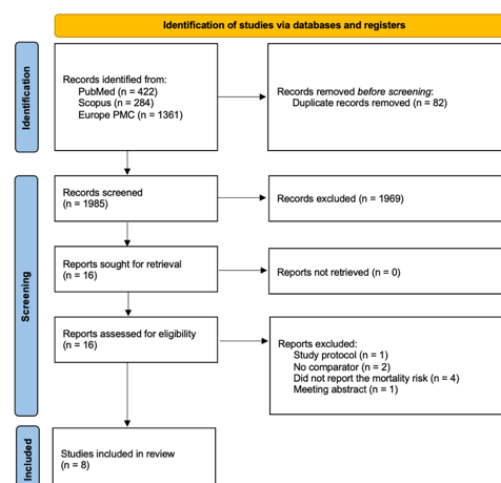 Identification of studies via databases and registers
Identification
Records identified from:
PubMed (n = 422)
Scopus (n = 284)
Europe PMC (n = 1361)
Records removed before screening:
Duplicate records removed (n = 82)
Screening
Records screened
(n = 1985)
Records excluded (n = 1969)
Reports sought for retrieval
(n = 16)
Reports not retrieved (n = 0)
Reports assessed for eligibility
(n = 16)
Reports excluded:
Study protocol (n = 1)
No comparator (n = 2)
Did not report the mortality risk (n = 4)
Meeting abstract (n = 1)
Included
Studies included in review
(n = 8)